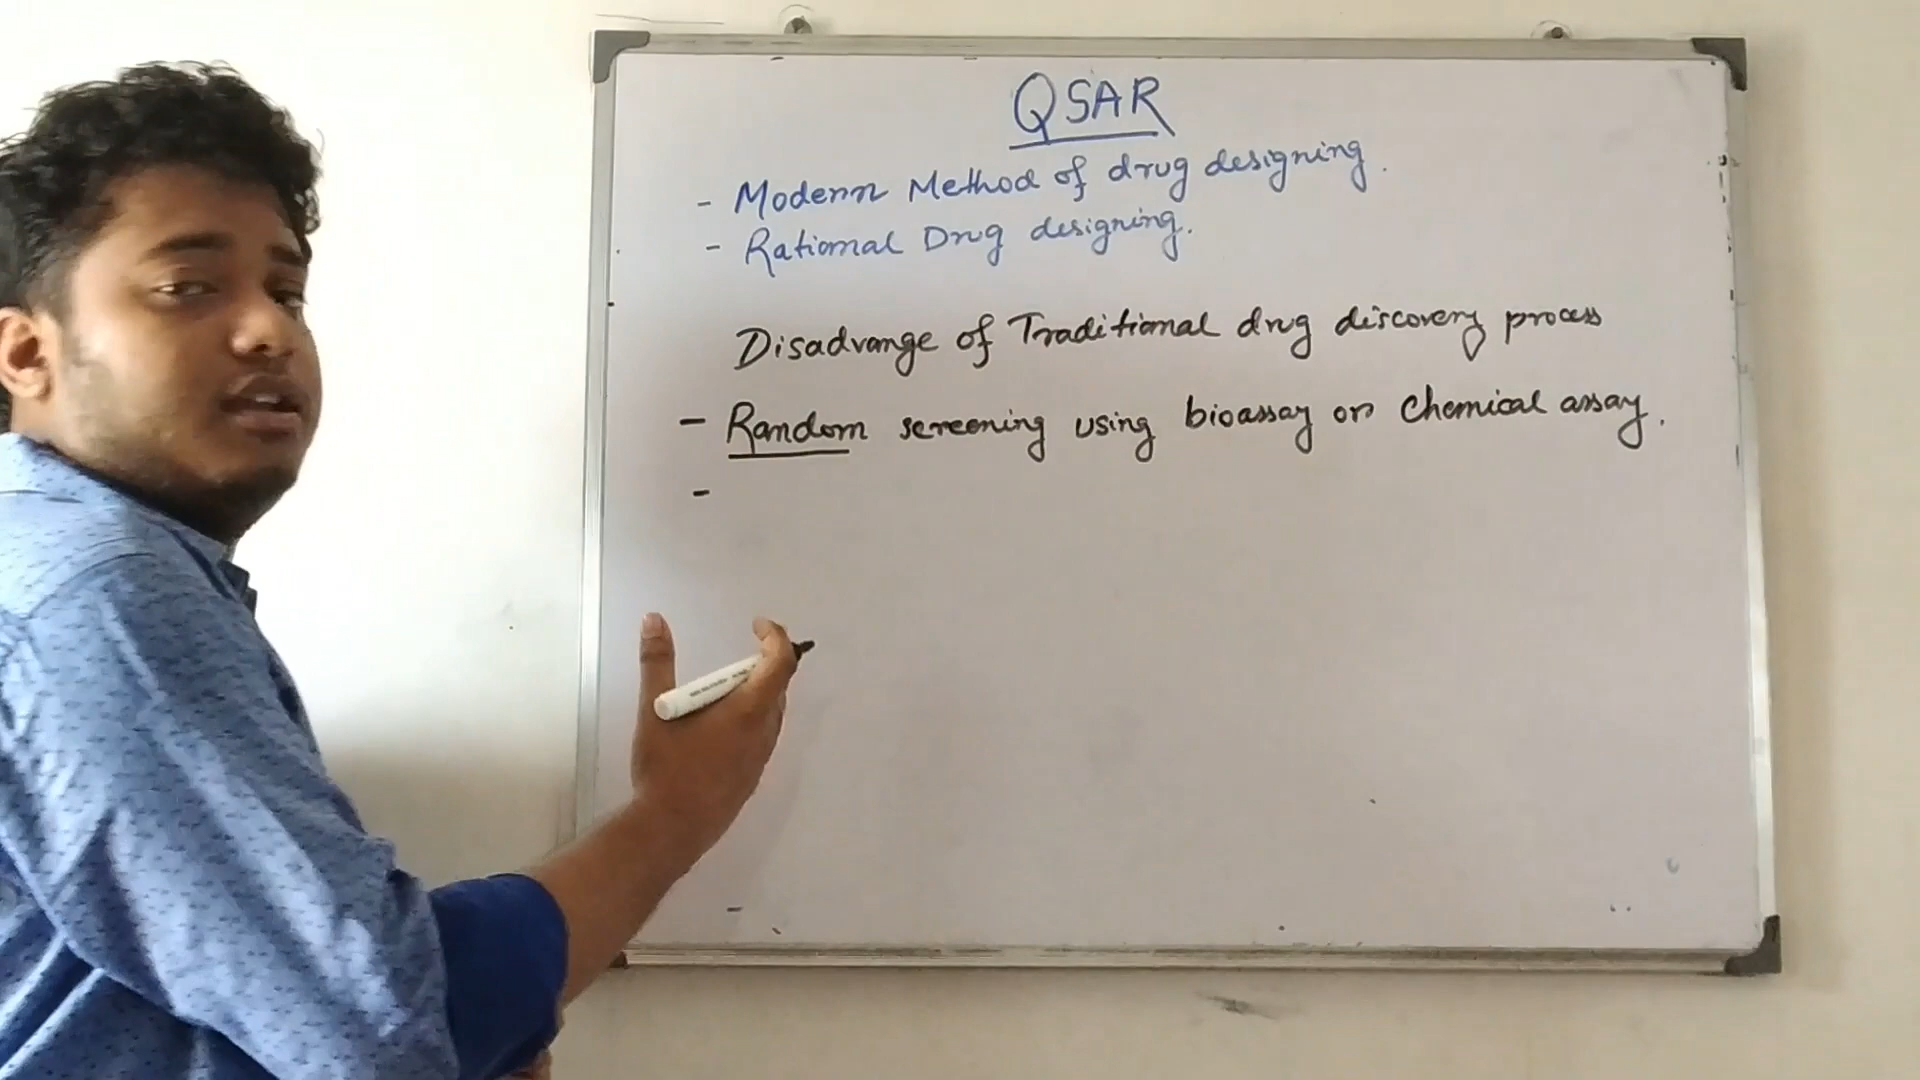 QSAR
- Modern Method of drug designing.
- Rational Drug designing.
Disadvange of Traditional drug discovery process
- Random screening using bioassay or Chemical assay.
-